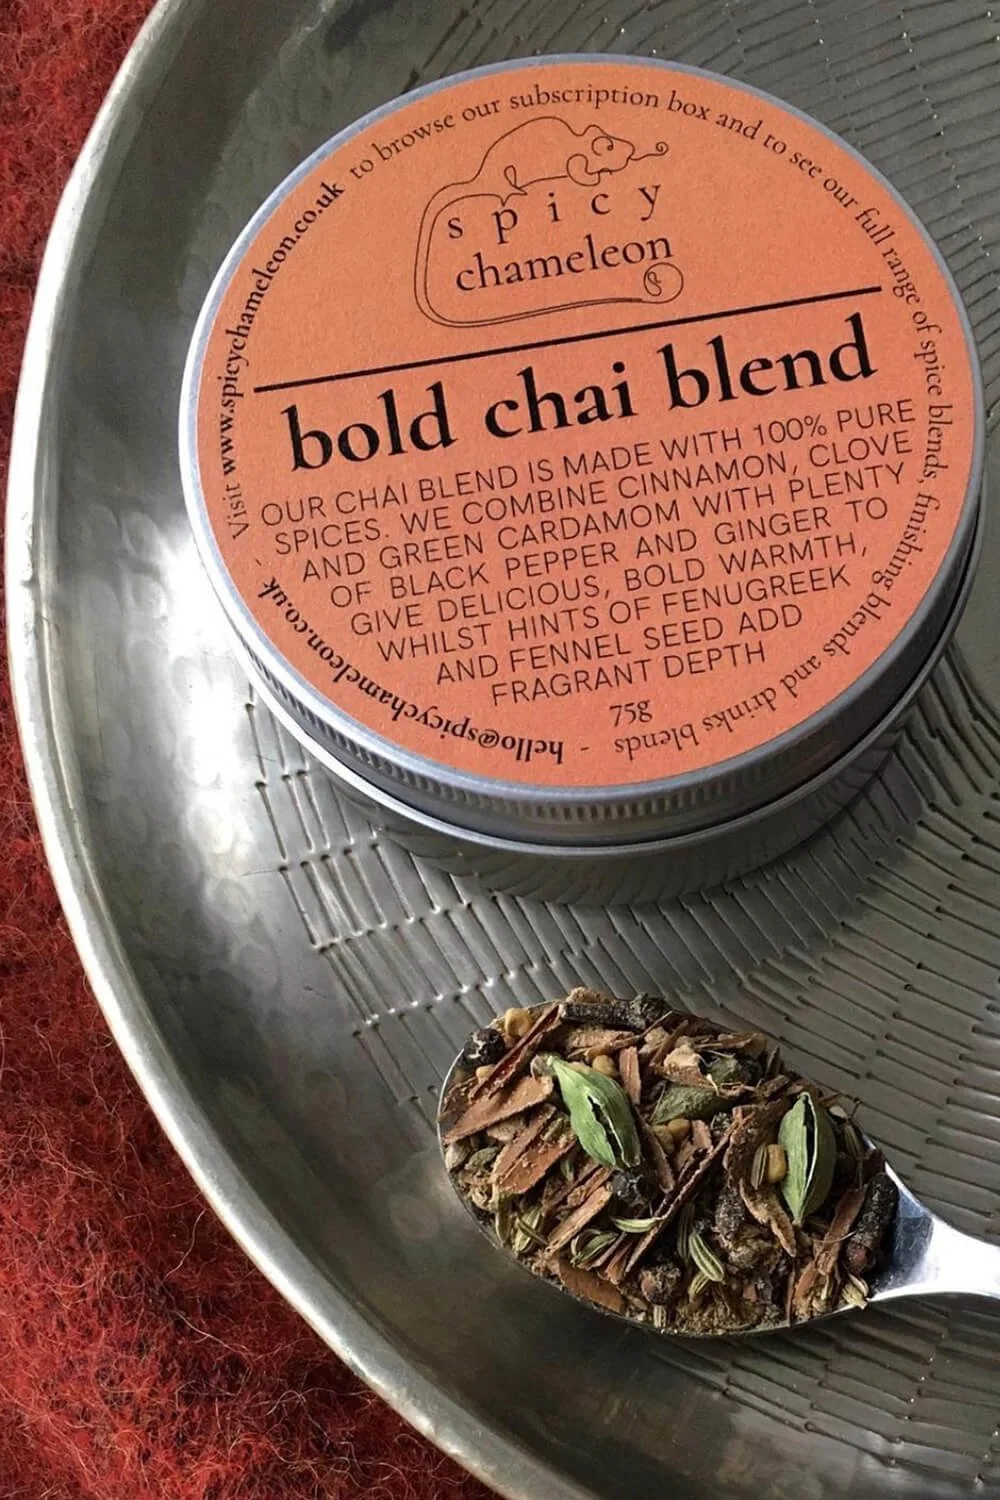 Visit www.spicychameleon.co.uk to browse our subscription box and to see our full range of spice blends, finishing blends and drinks blends - hello@spicychameleon.co.uk
spicy
chameleon
bold chai blend
OUR CHAI BLEND IS MADE WITH 100% PURE
SPICES. WE COMBINE CINNAMON, CLOVE
AND GREEN CARDAMOM WITH PLENTY
OF BLACK PEPPER AND GINGER TO
GIVE DELICIOUS, BOLD WARMTH,
WHILST HINTS OF FENUGREEK
AND FENNEL SEED ADD
FRAGRANT DEPTH
75g